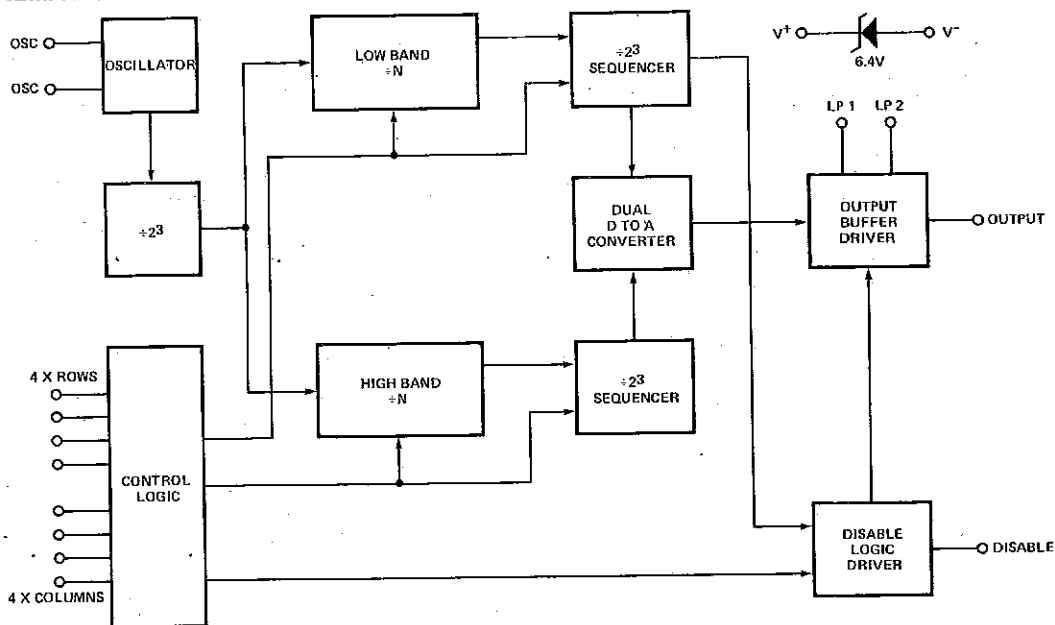 OSC
OSC
OSCILLATOR
LOW BAND
÷N
÷2³
SEQUENCER
V⁺
V⁻
6.4V
LP 1
LP 2
÷2³
DUAL
D TO A
CONVERTER
OUTPUT
BUFFER
DRIVER
OUTPUT
HIGH BAND
÷N
÷2³
SEQUENCER
4 X ROWS
CONTROL
LOGIC
4 X COLUMNS
DISABLE
LOGIC
DRIVER
DISABLE